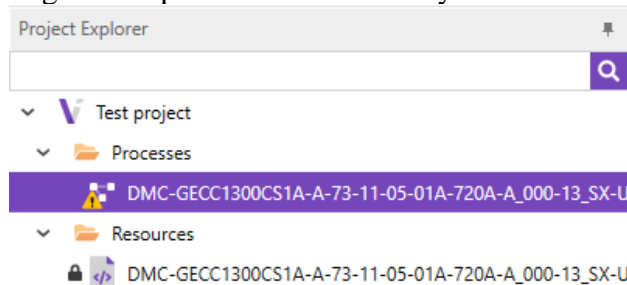 Project Explorer
Test project
Processes
DMC-GECC1300CS1A-A-73-11-05-01A-720A-A_000-13_SX-U
Resources
DMC-GECC1300CS1A-A-73-11-05-01A-720A-A_000-13_SX-U